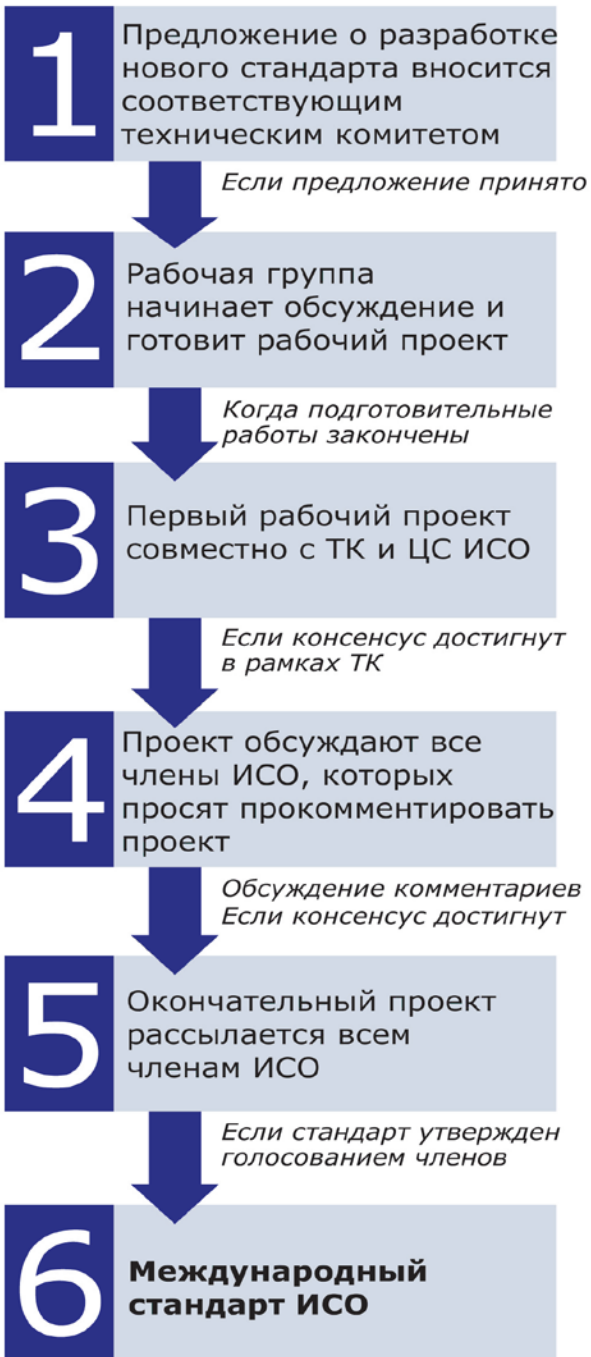 1
Предложение о разработке
нового стандарта вносится
соответствующим
техническим комитетом
Если предложение принято
2
Рабочая группа
начинает обсуждение и
готовит рабочий проект
Когда подготовительные
работы закончены
3
Первый рабочий проект
совместно с ТК и ЦС ИСО
Если консенсус достигнут
в рамках ТК
4
Проект обсуждают все
члены ИСО, которых
просят прокомментировать
проект
Обсуждение комментариев
Если консенсус достигнут
5
Окончательный проект
рассылается всем
членам ИСО
Если стандарт утвержден
голосованием членов
6
Международный
стандарт ИСО